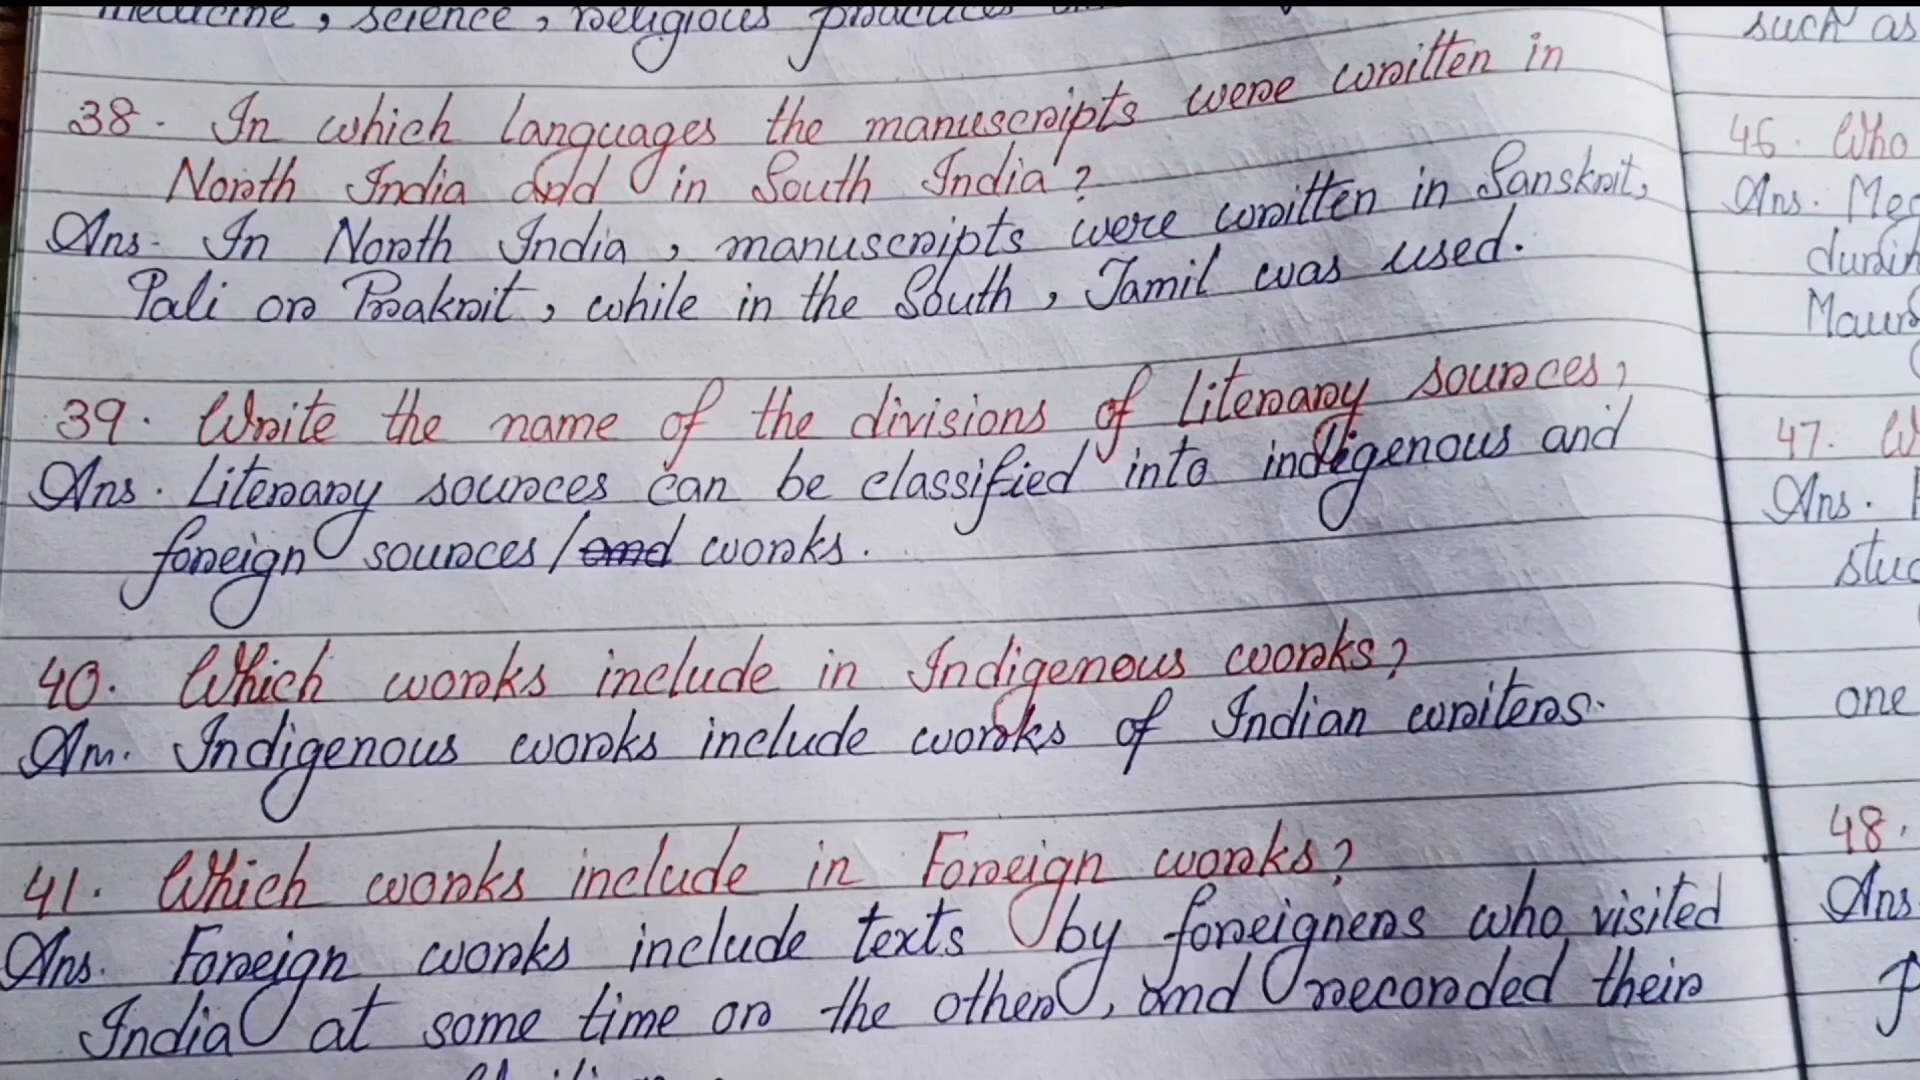 medicine, science, religious practices
38. In which languages the manuscripts were written in
North India and in South India?
Ans- In North India, manuscripts were written in Sanskrit,
Pali or Praakrit, while in the South, Tamil was used.
39. Write the name of the divisions of literary sources,
Ans. Literary sources can be classified into indigenous and
foreign sources/and works.
40. Which works include in Indigenous works?
Ans. Indigenous works include works of Indian writers.
41. Which works include in Foreign works?
Ans. Foreign works include texts by foreigners who visited
India at some time or the other, and recorded their
such as
46. Who
Ans.
47.
Ans.
one
48.
Ans